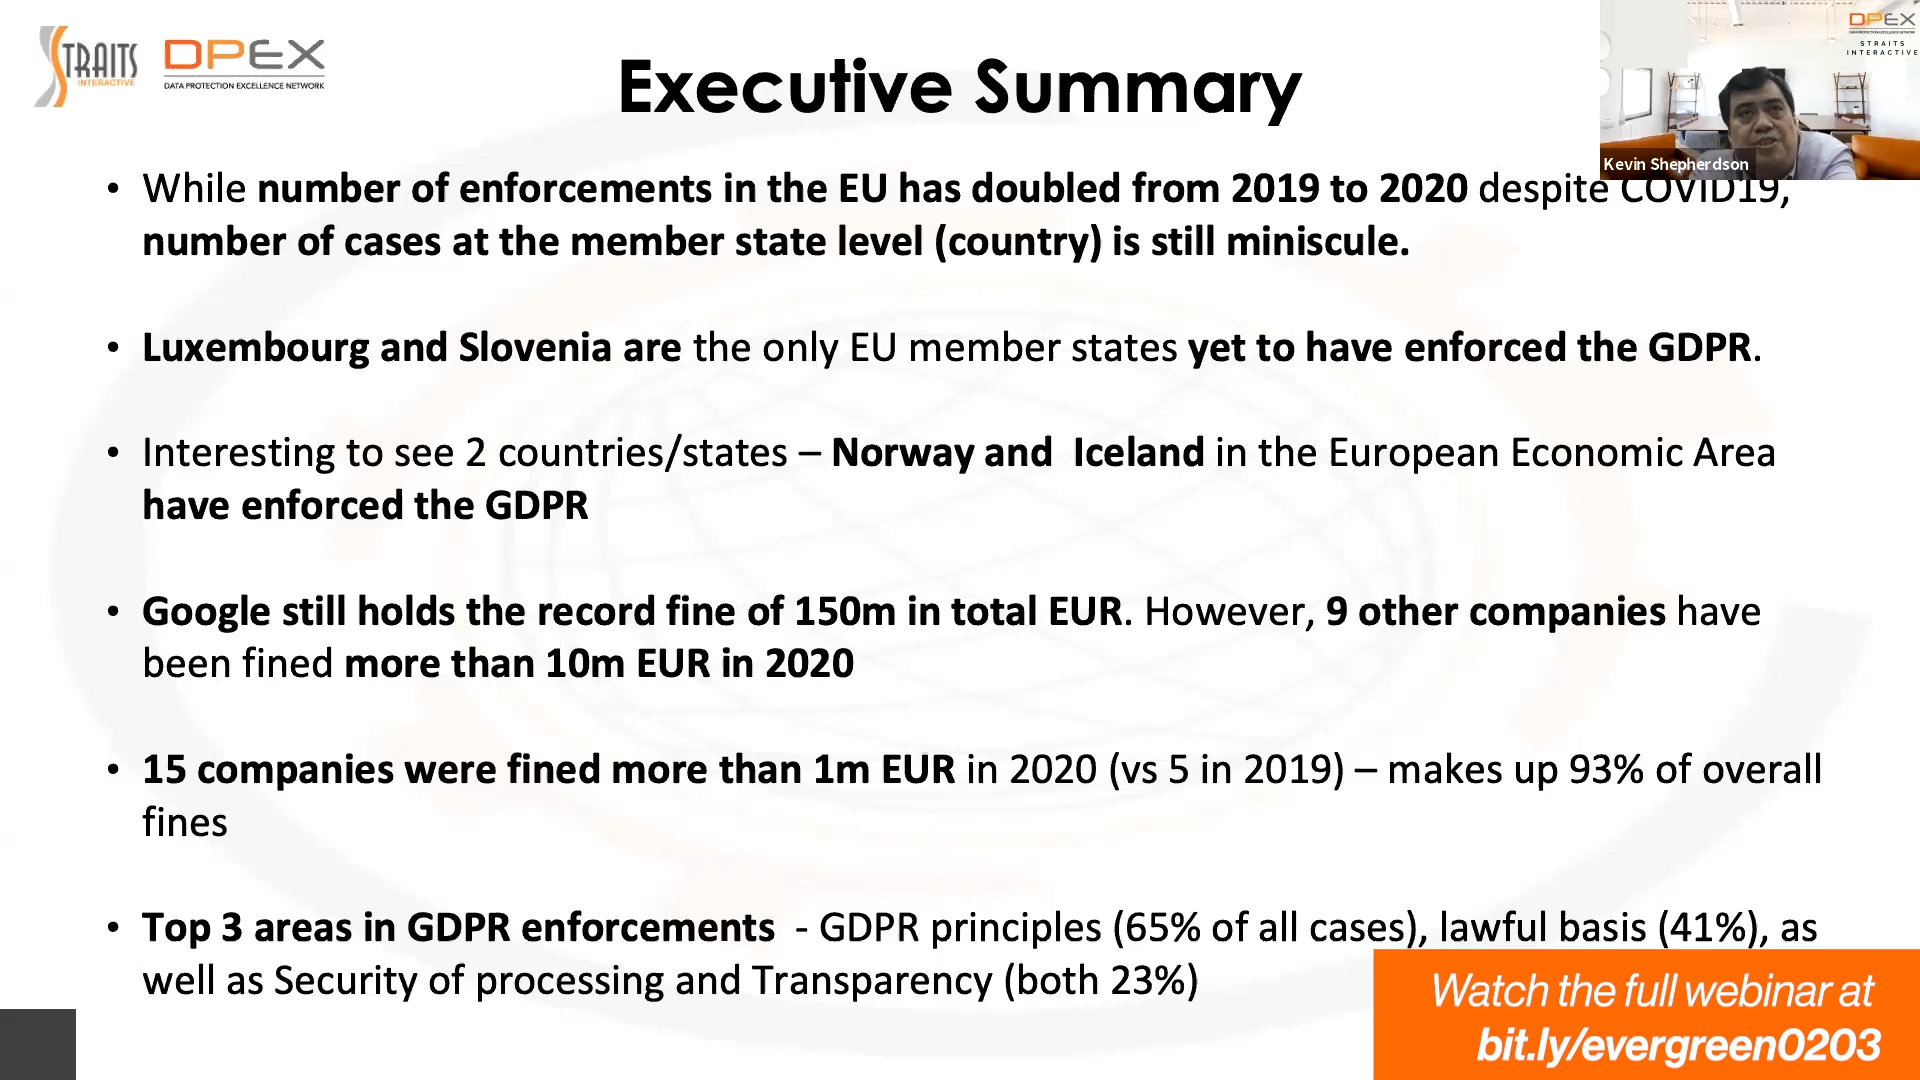 STRAITS
INTERACTIVE
DPEX
DATA PROTECTION EXCELLENCE NETWORK
Executive Summary
DPEX
DATA PROTECTION EXCELLENCE NETWORK
STRAITS
INTERACTIVE
Kevin Shepherdson
• While number of enforcements in the EU has doubled from 2019 to 2020 despite COVID19,
number of cases at the member state level (country) is still miniscule.
• Luxembourg and Slovenia are the only EU member states yet to have enforced the GDPR.
• Interesting to see 2 countries/states – Norway and  Iceland in the European Economic Area
have enforced the GDPR
• Google still holds the record fine of 150m in total EUR. However, 9 other companies have
been fined more than 10m EUR in 2020
• 15 companies were fined more than 1m EUR in 2020 (vs 5 in 2019) – makes up 93% of overall
fines
• Top 3 areas in GDPR enforcements  - GDPR principles (65% of all cases), lawful basis (41%), as
well as Security of processing and Transparency (both 23%)
Watch the full webinar at
bit.ly/evergreen0203